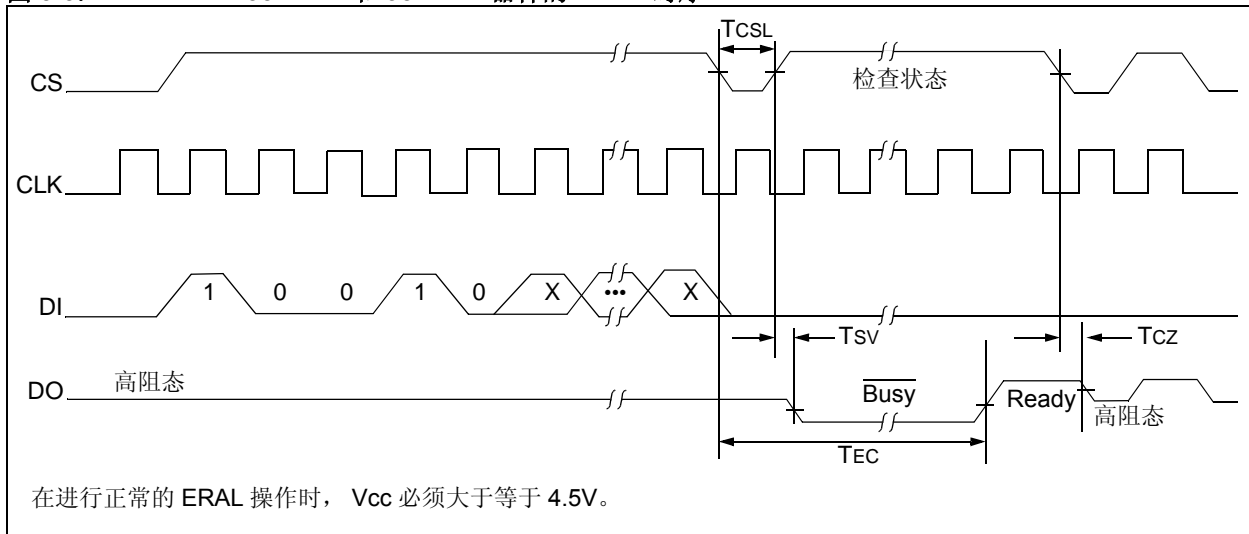 TCSL
CS
检查状态
CLK
DI
1 0 0 1 0 X ••• X
TSV
TCZ
DO
高阻态
Busy
Ready
高阻态
TEC
在进行正常的 ERAL 操作时， Vcc 必须大于等于 4.5V。